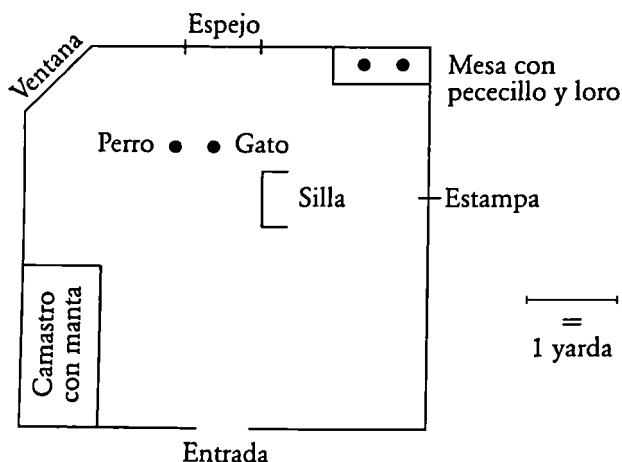 Espejo
Ventana
Mesa con
pececillo y loro
Perro
Gato
Silla
Estampa
Camastro
con manta
=
1 yarda
Entrada